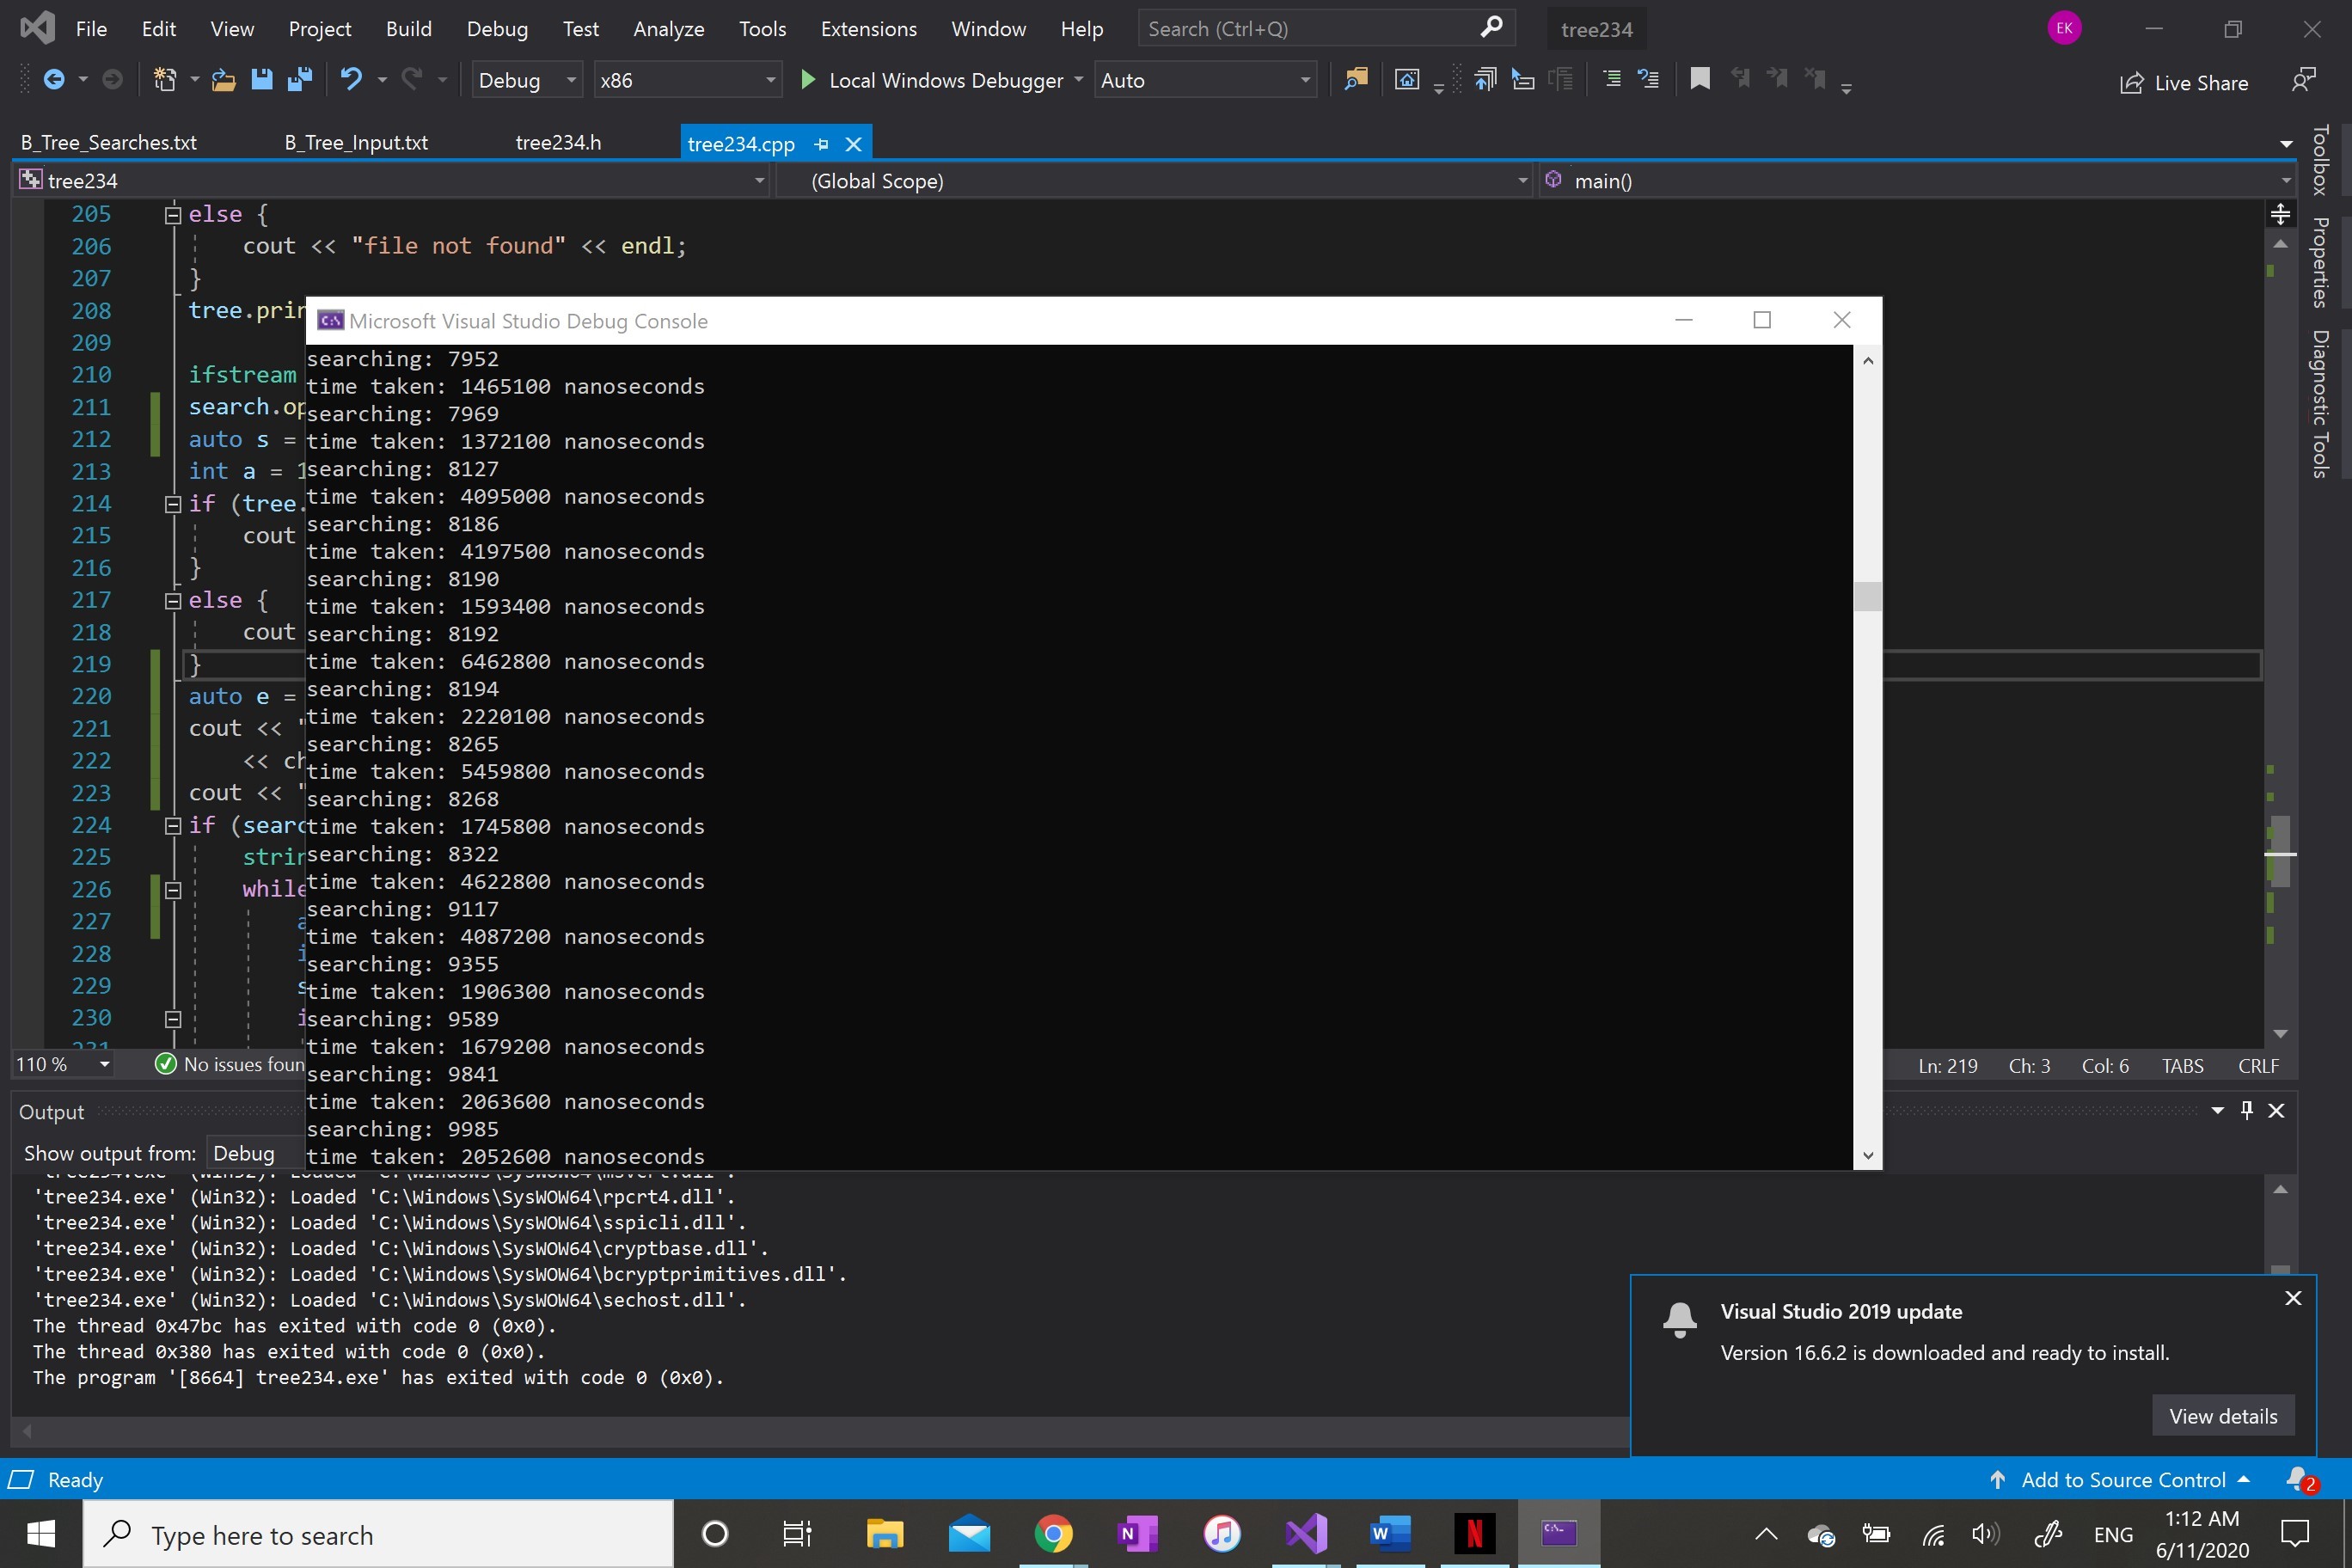 File Edit View Project Build Debug Test Analyze Tools Extensions Window Help Search (Ctrl+Q) tree234 EK
Debug x86 Local Windows Debugger Auto Live Share
B_Tree_Searches.txt B_Tree_Input.txt tree234.h tree234.cpp
tree234 (Global Scope) main()
Toolbox
Properties
Diagnostic Tools
205 else {
206 cout << "file not found" << endl;
207 }
208 tree.prin
209
210 ifstream
211 search.op
212 auto s =
213 int a = 1
214 if (tree.
215 cout
216 }
217 else {
218 cout
219 }
220 auto e =
221 cout << "
222 << ch
223 cout << "
224 if (searc
225 strin
226 while
227 a
228 i
229 s
230 i
231
Microsoft Visual Studio Debug Console
searching: 7952
time taken: 1465100 nanoseconds
searching: 7969
time taken: 1372100 nanoseconds
searching: 8127
time taken: 4095000 nanoseconds
searching: 8186
time taken: 4197500 nanoseconds
searching: 8190
time taken: 1593400 nanoseconds
searching: 8192
time taken: 6462800 nanoseconds
searching: 8194
time taken: 2220100 nanoseconds
searching: 8265
time taken: 5459800 nanoseconds
searching: 8268
time taken: 1745800 nanoseconds
searching: 8322
time taken: 4622800 nanoseconds
searching: 9117
time taken: 4087200 nanoseconds
searching: 9355
time taken: 1906300 nanoseconds
searching: 9589
time taken: 1679200 nanoseconds
searching: 9841
time taken: 2063600 nanoseconds
searching: 9985
time taken: 2052600 nanoseconds
110 % No issues foun Ln: 219 Ch: 3 Col: 6 TABS CRLF
Output
Show output from: Debug
'tree234.exe' (Win32): Loaded 'C:\Windows\SysWOW64\msvcrt.dll'.
'tree234.exe' (Win32): Loaded 'C:\Windows\SysWOW64\rpcrt4.dll'.
'tree234.exe' (Win32): Loaded 'C:\Windows\SysWOW64\sspicli.dll'.
'tree234.exe' (Win32): Loaded 'C:\Windows\SysWOW64\cryptbase.dll'.
'tree234.exe' (Win32): Loaded 'C:\Windows\SysWOW64\bcryptprimitives.dll'.
'tree234.exe' (Win32): Loaded 'C:\Windows\SysWOW64\sechost.dll'.
The thread 0x47bc has exited with code 0 (0x0).
The thread 0x380 has exited with code 0 (0x0).
The program '[8664] tree234.exe' has exited with code 0 (0x0).
Visual Studio 2019 update
Version 16.6.2 is downloaded and ready to install.
View details
Ready Add to Source Control 2
Type here to search ENG 1:12 AM
6/11/2020